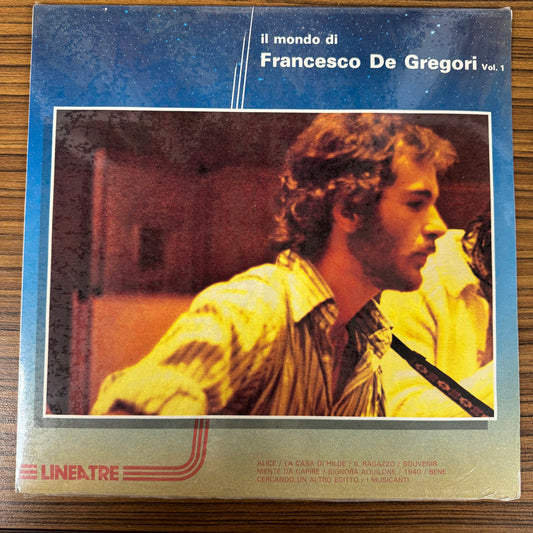 il mondo di
Francesco De Gregori Vol. 1
LINEATRE
ALICE / LA CASA DI HILDE / IL RAGAZZO / SOUVENIR
NIENTE DA CAPIRE / SIGNORA AQUILONE / 1940 / BENE
CERCANDO UN ALTRO EGITTO / I MUSICANTI